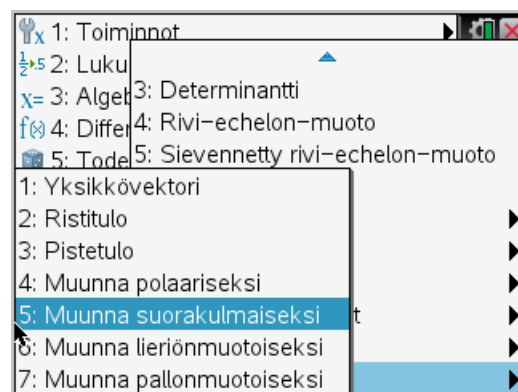 1: Toiminnot
2: Luku
3: Determinantti
3: Algeb
4: Rivi-echelon-muoto
4: Differ
5: Sievennetty rivi-echelon-muoto
5: Tode
1: Yksikkövektori
2: Ristitulo
3: Pistetulo
4: Muunna polaariseksi
5: Muunna suorakulmaiseksi
6: Muunna lieriönmuotoiseksi
7: Muunna pallonmuotoiseksi